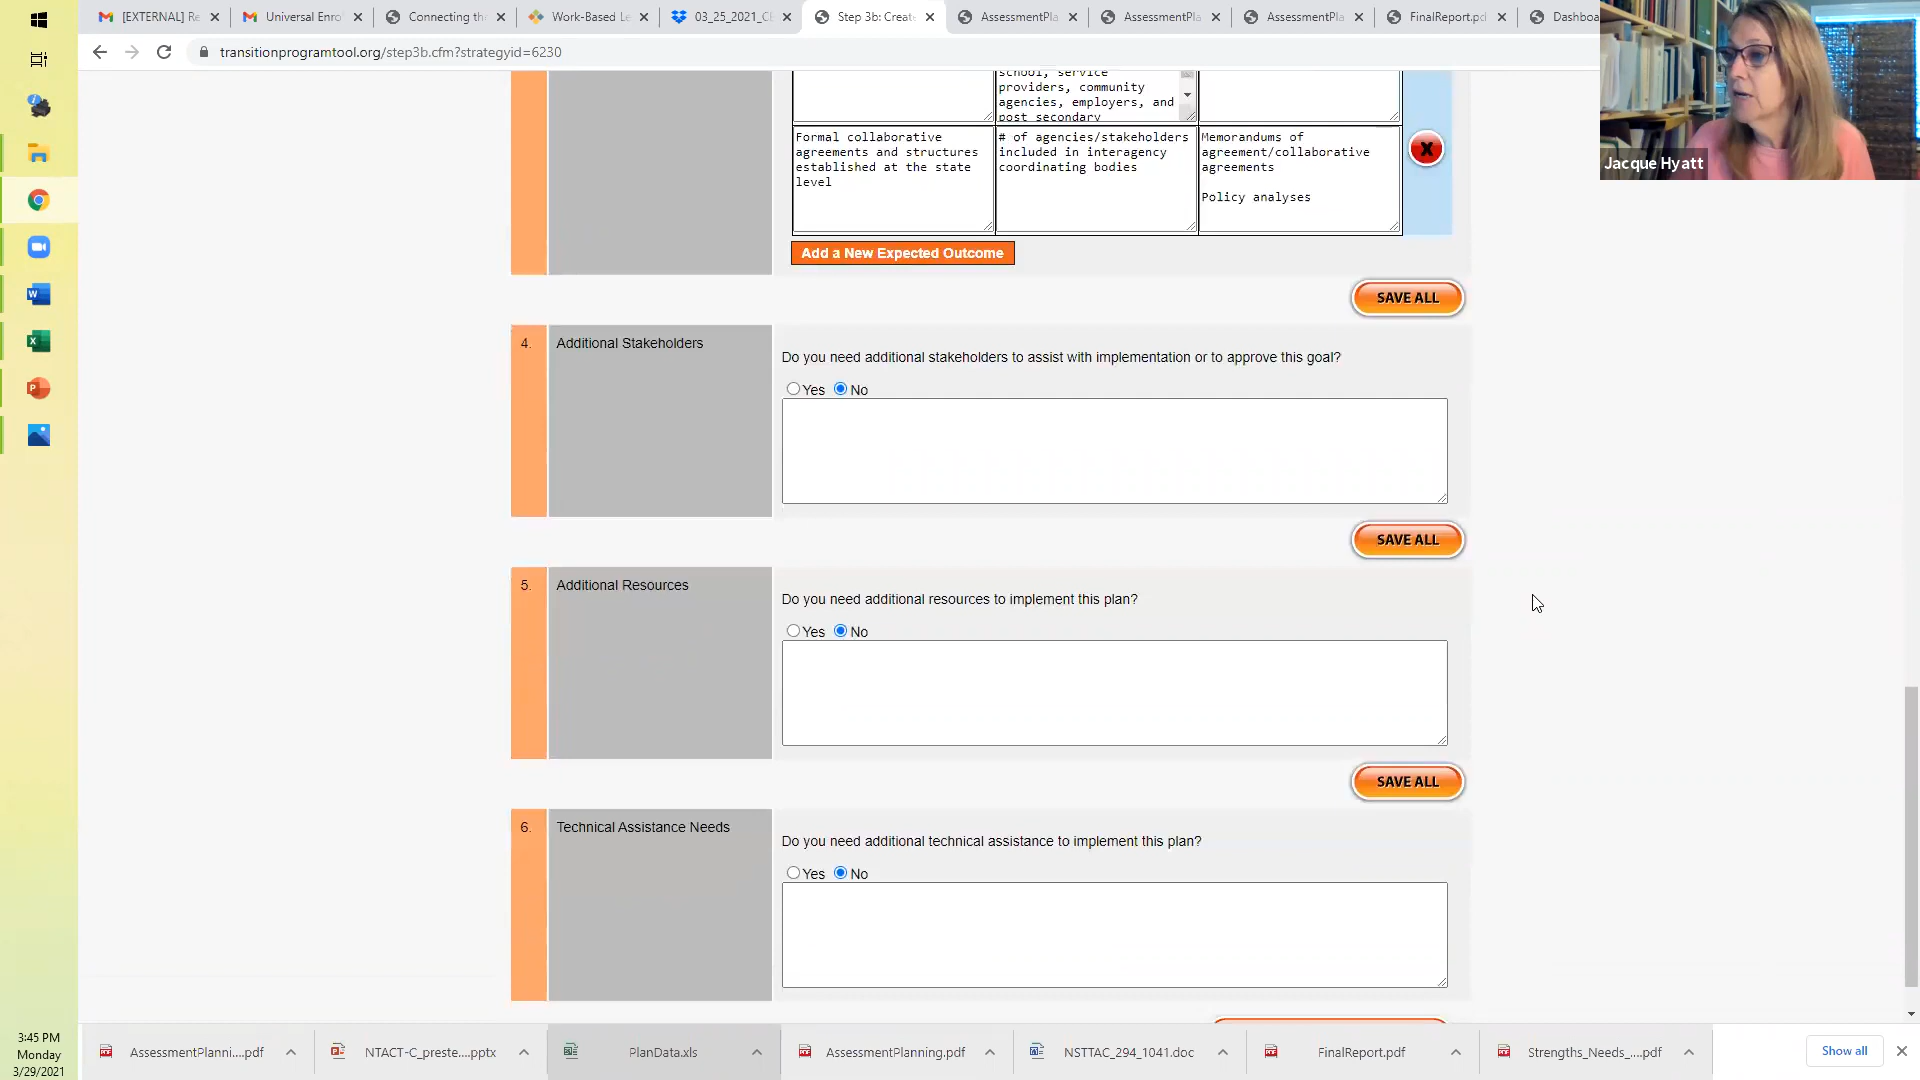 [EXTERNAL] Re
Universal Enro
Connecting th
Work-Based Le
03_25_2021_C
Step 3b: Create
AssessmentPla
AssessmentPla
AssessmentPla
FinalReport.pd
Dashboa
transitionprogramtool.org/step3b.cfm?strategyid=6230
Jacque Hyatt
school, service
providers, community
agencies, employers, and
post secondary
Formal collaborative
agreements and structures
established at the state
level
# of agencies/stakeholders
included in interagency
coordinating bodies
Memorandums of
agreement/collaborative
agreements
Policy analyses
X
Add a New Expected Outcome
SAVE ALL
4.
Additional Stakeholders
Do you need additional stakeholders to assist with implementation or to approve this goal?
Yes No
SAVE ALL
5.
Additional Resources
Do you need additional resources to implement this plan?
Yes No
SAVE ALL
6.
Technical Assistance Needs
Do you need additional technical assistance to implement this plan?
Yes No
3:45 PM
Monday
3/29/2021
AssessmentPlanni....pdf
NTACT-C_preste....pptx
PlanData.xls
AssessmentPlanning.pdf
NSTTAC_294_1041.doc
FinalReport.pdf
Strengths_Needs_....pdf
Show all